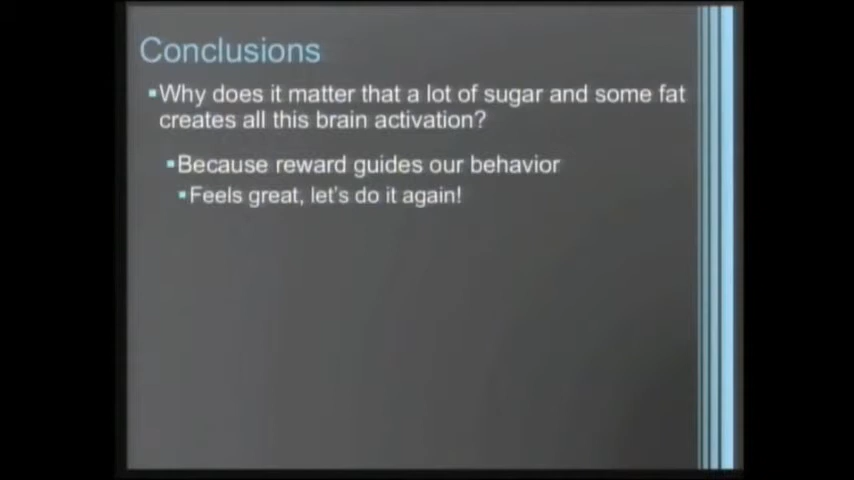 Conclusions
▪Why does it matter that a lot of sugar and some fat
creates all this brain activation?
▪Because reward guides our behavior
▪Feels great, let's do it again!